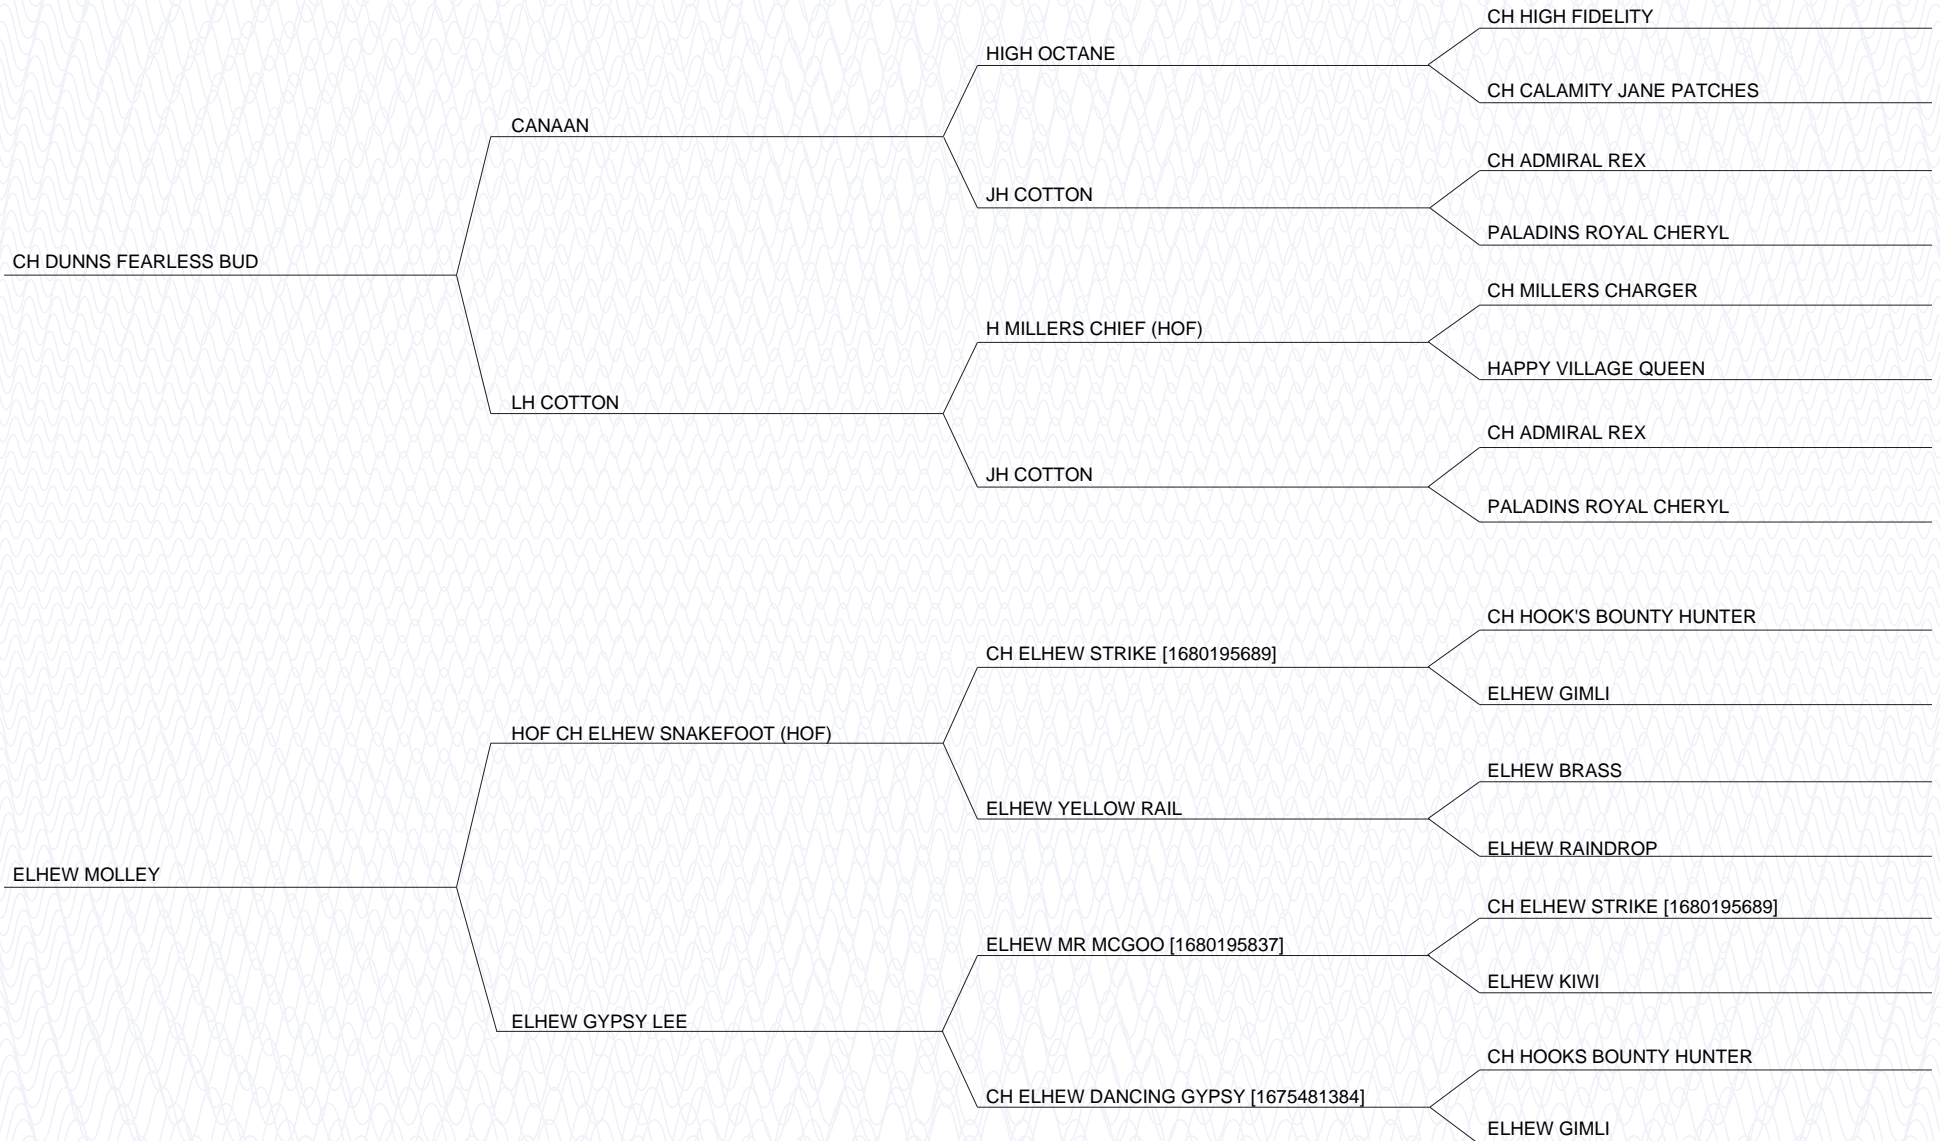 CH HIGH FIDELITY
HIGH OCTANE
CH CALAMITY JANE PATCHES
CANAAN
CH ADMIRAL REX
JH COTTON
PALADINS ROYAL CHERYL
CH DUNNS FEARLESS BUD
CH MILLERS CHARGER
H MILLERS CHIEF (HOF)
HAPPY VILLAGE QUEEN
LH COTTON
CH ADMIRAL REX
JH COTTON
PALADINS ROYAL CHERYL
CH HOOK'S BOUNTY HUNTER
CH ELHEW STRIKE [1680195689]
ELHEW GIMLI
HOF CH ELHEW SNAKEFOOT (HOF)
ELHEW BRASS
ELHEW YELLOW RAIL
ELHEW RAINDROP
ELHEW MOLLEY
CH ELHEW STRIKE [1680195689]
ELHEW MR MCGOO [1680195837]
ELHEW KIWI
ELHEW GYPSY LEE
CH HOOKS BOUNTY HUNTER
CH ELHEW DANCING GYPSY [1675481384]
ELHEW GIMLI